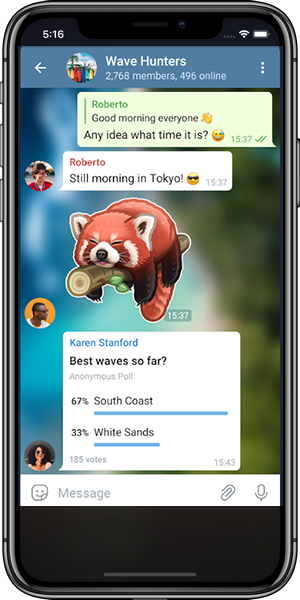 5:16
Wave Hunters
2,768 members, 496 online
Roberto
Good morning everyone 👋
Any idea what time it is? 😅 15:37
Roberto
Still morning in Tokyo! 😎 15:37
15:37
Karen Stanford
Best waves so far?
Anonymous Poll
67% South Coast
33% White Sands
185 votes 15:43
Message